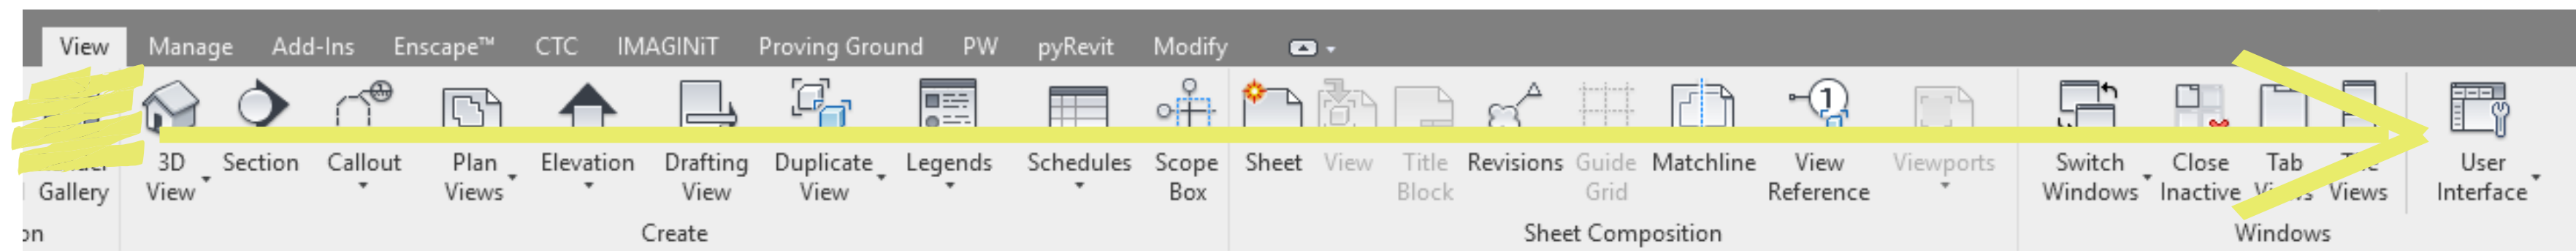 View Manage Add-Ins Enscape™ CTC IMAGINiT Proving Ground PW pyRevit Modify
3D Section Callout Plan Elevation Drafting Duplicate Legends Schedules Scope Sheet View Title Revisions Guide Matchline View Viewports Switch Close Tab User
Gallery View Views View View Box Block Grid Reference Windows Inactive Views Interface
on Create Sheet Composition Windows
1